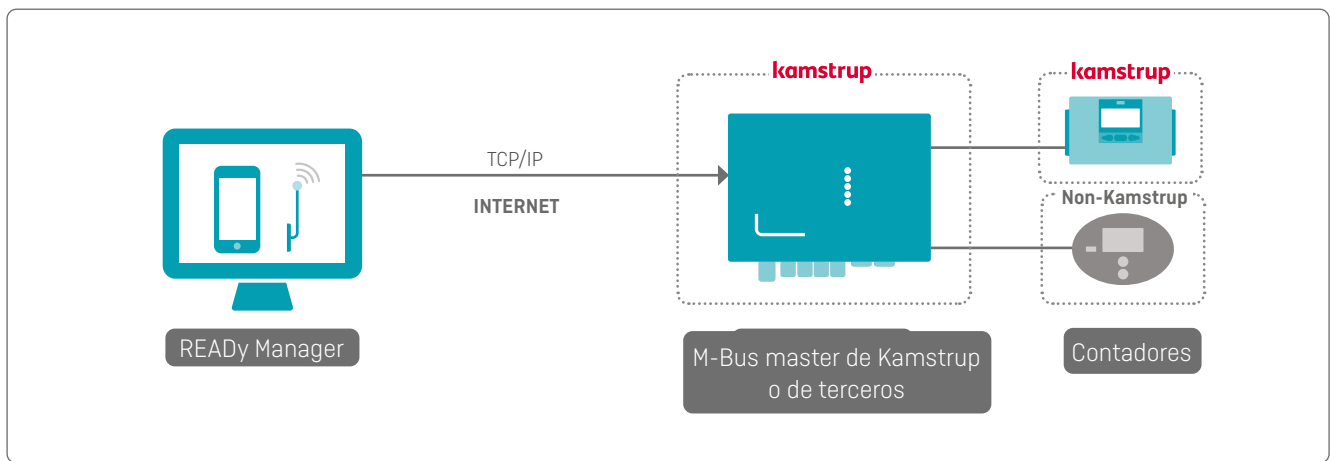 kamstrup
kamstrup
TCP/IP
INTERNET
Non-Kamstrup
READy Manager
M-Bus master de Kamstrup
o de terceros
Contadores